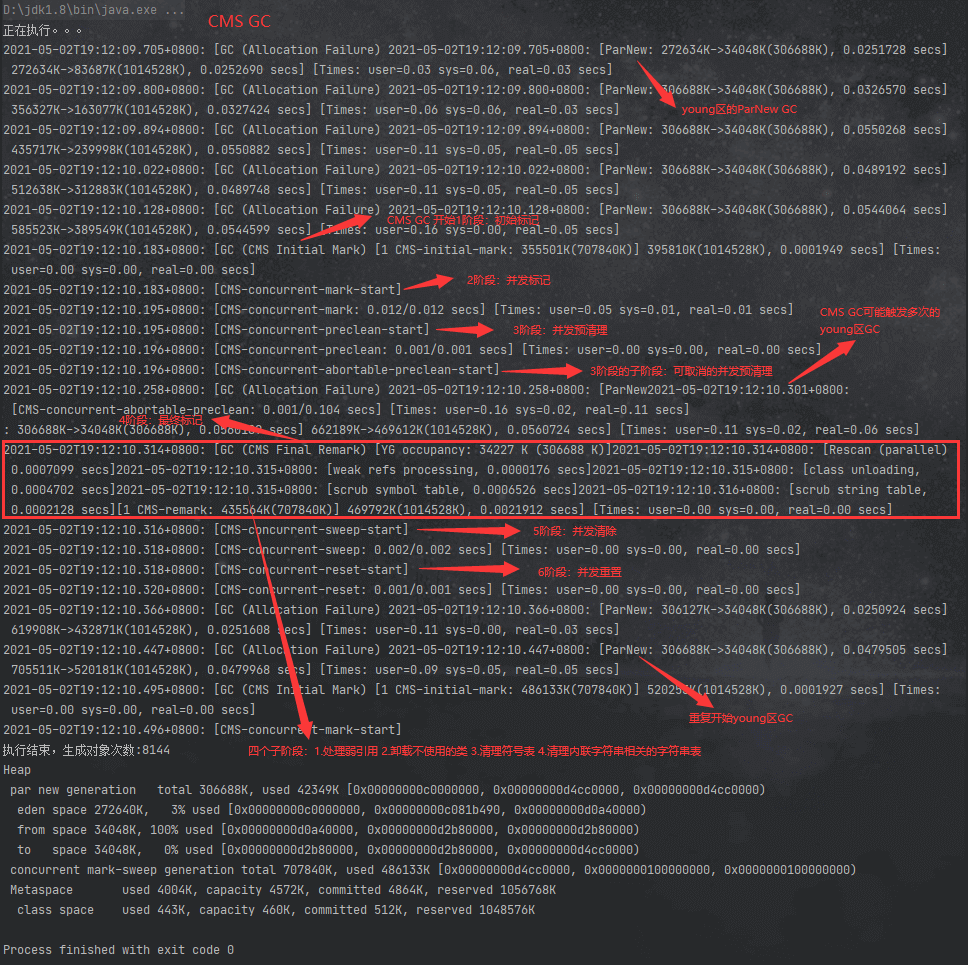 D:\jdk1.8\bin\java.exe ...
CMS GC
正在执行。。。
2021-05-02T19:12:09.705+0800: [GC (Allocation Failure) 2021-05-02T19:12:09.705+0800: [ParNew: 272634K->34048K(306688K), 0.0251728 secs]
272634K->83687K(1014528K), 0.0252690 secs] [Times: user=0.03 sys=0.06, real=0.03 secs]
2021-05-02T19:12:09.800+0800: [GC (Allocation Failure) 2021-05-02T19:12:09.800+0800: [ParNew: 306688K->34048K(306688K), 0.0326570 secs]
356327K->163077K(1014528K), 0.0327424 secs] [Times: user=0.06 sys=0.06, real=0.03 secs]
young区的ParNew GC
2021-05-02T19:12:09.894+0800: [GC (Allocation Failure) 2021-05-02T19:12:09.894+0800: [ParNew: 306688K->34048K(306688K), 0.0550268 secs]
435717K->239998K(1014528K), 0.0550882 secs] [Times: user=0.11 sys=0.05, real=0.05 secs]
2021-05-02T19:12:10.022+0800: [GC (Allocation Failure) 2021-05-02T19:12:10.022+0800: [ParNew: 306688K->34048K(306688K), 0.0489192 secs]
512638K->312883K(1014528K), 0.0489748 secs] [Times: user=0.11 sys=0.05, real=0.05 secs]
2021-05-02T19:12:10.128+0800: [GC (Allocation Failure) 2021-05-02T19:12:10.128+0800: [ParNew: 306688K->34048K(306688K), 0.0544064 secs]
CMS GC 开始1阶段：初始标记
585523K->389549K(1014528K), 0.0544599 secs] [Times: user=0.16 sys=0.00, real=0.05 secs]
2021-05-02T19:12:10.183+0800: [GC (CMS Initial Mark) [1 CMS-initial-mark: 355501K(707840K)] 395810K(1014528K), 0.0001949 secs] [Times:
user=0.00 sys=0.00, real=0.00 secs]
2021-05-02T19:12:10.183+0800: [CMS-concurrent-mark-start]
2阶段：并发标记
2021-05-02T19:12:10.195+0800: [CMS-concurrent-mark: 0.012/0.012 secs] [Times: user=0.05 sys=0.01, real=0.01 secs]
CMS GC可能触发多次的
young区GC
2021-05-02T19:12:10.195+0800: [CMS-concurrent-preclean-start]
3阶段：并发预清理
2021-05-02T19:12:10.196+0800: [CMS-concurrent-preclean: 0.001/0.001 secs] [Times: user=0.00 sys=0.00, real=0.00 secs]
2021-05-02T19:12:10.196+0800: [CMS-concurrent-abortable-preclean-start]
3阶段的子阶段：可取消的并发预清理
2021-05-02T19:12:10.258+0800: [GC (Allocation Failure) 2021-05-02T19:12:10.258+0800: [ParNew2021-05-02T19:12:10.301+0800:
[CMS-concurrent-abortable-preclean: 0.001/0.104 secs] [Times: user=0.16 sys=0.02, real=0.11 secs]
4阶段：最终标记
: 306688K->34048K(306688K), secs] 662189K->469612K(1014528K), 0.0560724 secs] [Times: user=0.11 sys=0.02, real=0.06 secs]
2021-05-02T19:12:10.314+0800: [GC (CMS Final Remark) [YG occupancy: 34227 K (306688 K)]2021-05-02T19:12:10.314+0800: [Rescan (parallel)
, 0.0007099 secs]2021-05-02T19:12:10.315+0800: [weak refs processing, 0.0000176 secs]2021-05-02T19:12:10.315+0800: [class unloading,
0.0004702 secs]2021-05-02T19:12:10.315+0800: [scrub symbol table, 0.0006526 secs]2021-05-02T19:12:10.316+0800: [scrub string table,
0.0002128 secs][1 CMS-remark: 435564K(707840K)] 469792K(1014528K), 0.0021912 secs] [Times: user=0.00 sys=0.00, real=0.00 secs]
2021-05-02T19:12:10.316+0800: [CMS-concurrent-sweep-start]
5阶段：并发清除
2021-05-02T19:12:10.318+0800: [CMS-concurrent-sweep: 0.002/0.002 secs] [Times: user=0.00 sys=0.00, real=0.00 secs]
2021-05-02T19:12:10.318+0800: [CMS-concurrent-reset-start]
6阶段：并发重置
2021-05-02T19:12:10.320+0800: [CMS-concurrent-reset: 0.001/0.001 secs] [Times: user=0.00 sys=0.00, real=0.00 secs]
2021-05-02T19:12:10.366+0800: [GC (Allocation Failure) 2021-05-02T19:12:10.366+0800: [ParNew: 306127K->34048K(306688K), 0.0250924 secs]
619908K->432871K(1014528K), 0.0251608 secs] [Times: user=0.11 sys=0.00, real=0.03 secs]
2021-05-02T19:12:10.447+0800: [GC (Allocation Failure) 2021-05-02T19:12:10.447+0800: [ParNew: 306688K->34048K(306688K), 0.0479505 secs]
705511K->520181K(1014528K), 0.0479968 secs] [Times: user=0.09 sys=0.05, real=0.05 secs]
2021-05-02T19:12:10.495+0800: [GC (CMS Initial Mark) [1 CMS-initial-mark: 486133K(707840K)] (1014528K), 0.0001927 secs] [Times:
user=0.00 sys=0.00, real=0.00 secs]
重复开始young区GC
2021-05-02T19:12:10.496+0800: [CMS-concurrent-mark-start]
执行结束，生成对象次数:8144
四个子阶段：1.处理弱引用 2.卸载不使用的类 3.清理符号表 4.清理内联字符串相关的字符串表
Heap
par new generation   total 306688K, used 42349K [0x00000000c0000000, 0x00000000d4cc0000, 0x00000000d4cc0000)
eden space 272640K,   3% used [0x00000000c0000000, 0x00000000c081b490, 0x00000000d0a40000)
from space 34048K, 100% used [0x00000000d0a40000, 0x00000000d2b80000, 0x00000000d2b80000)
to   space 34048K,   0% used [0x00000000d2b80000, 0x00000000d2b80000, 0x00000000d4cc0000)
concurrent mark-sweep generation total 707840K, used 486133K [0x00000000d4cc0000, 0x0000000100000000, 0x0000000100000000)
Metaspace       used 4004K, capacity 4572K, committed 4864K, reserved 1056768K
class space    used 443K, capacity 460K, committed 512K, reserved 1048576K
Process finished with exit code 0